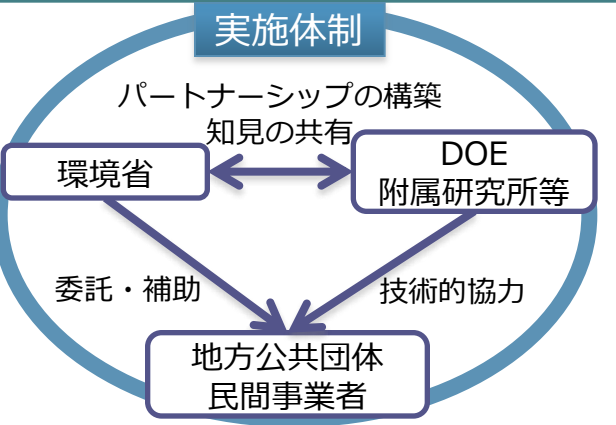 実施体制
パートナーシップの構築
知見の共有
環境省
DOE
附属研究所等
委託・補助
技術的協力
地方公共団体
民間事業者